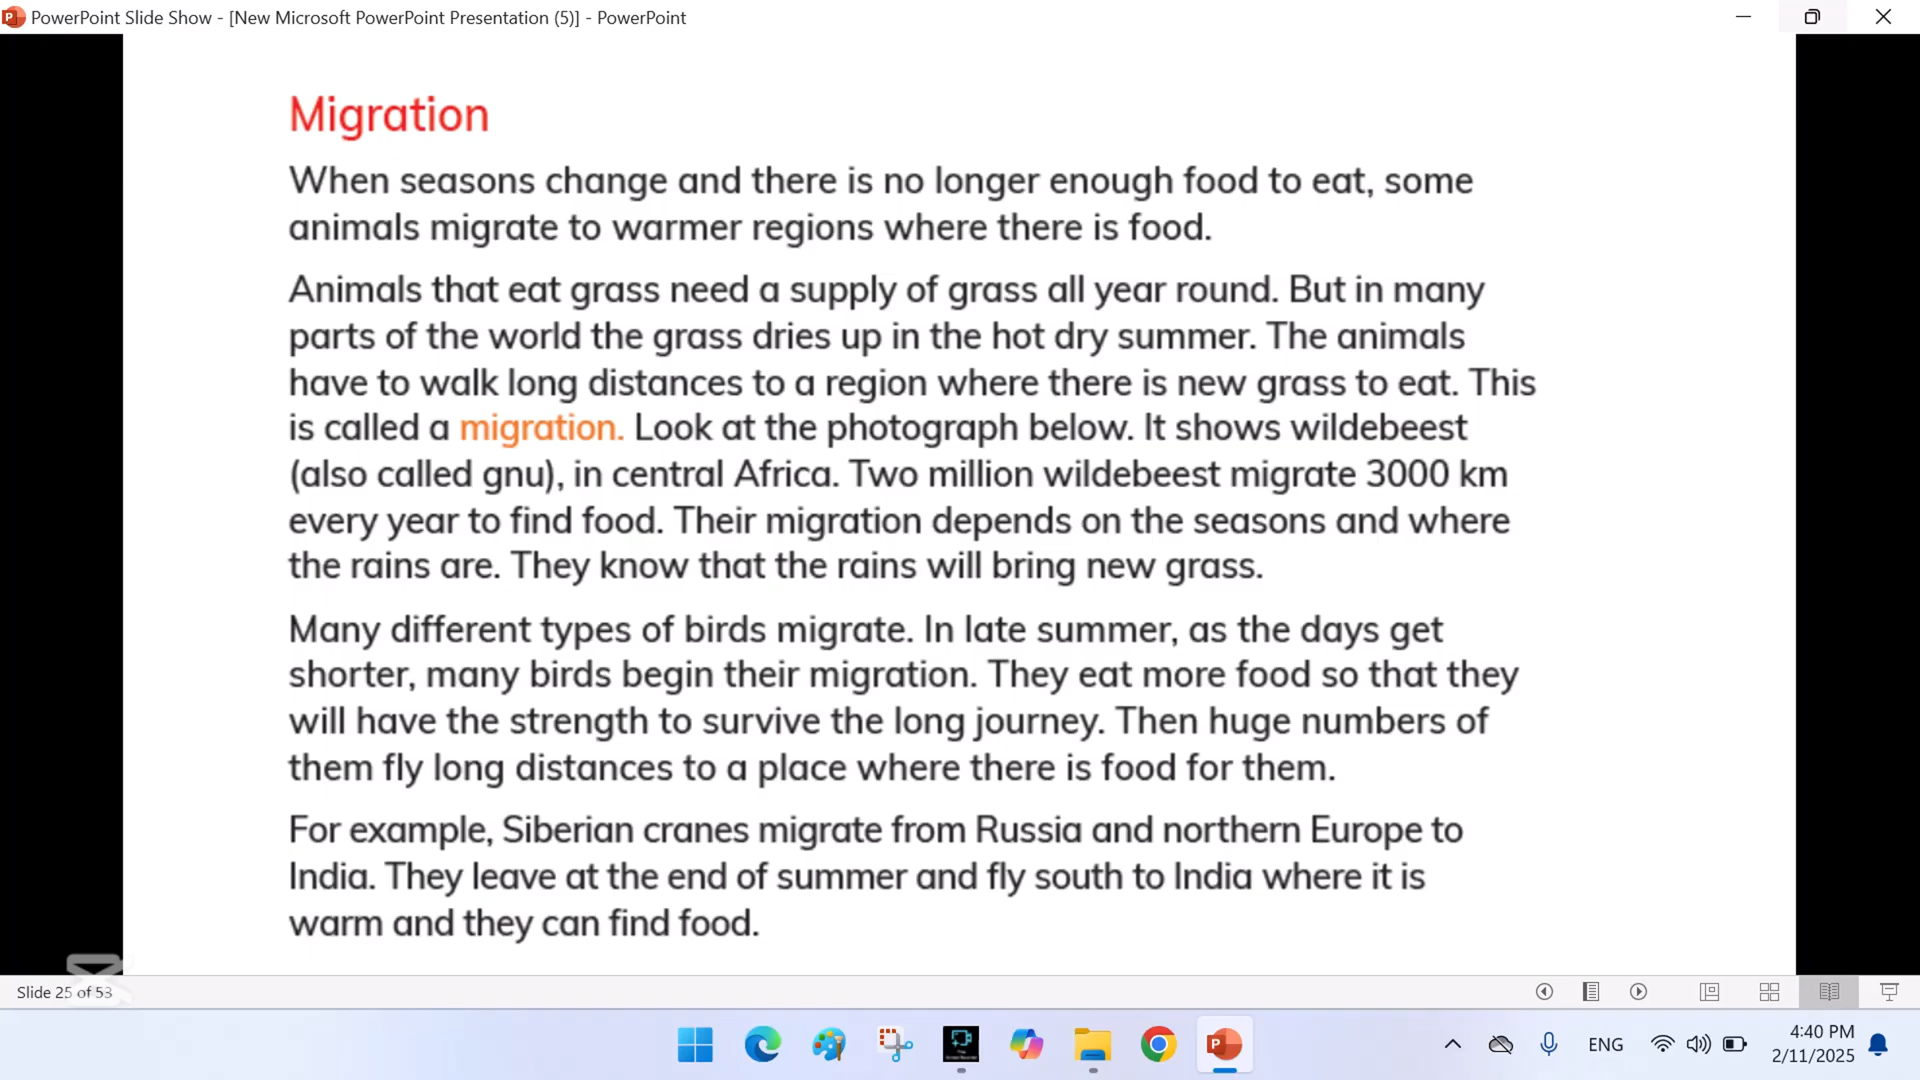 PowerPoint Slide Show - [New Microsoft PowerPoint Presentation (5)] - PowerPoint
Migration
When seasons change and there is no longer enough food to eat, some
animals migrate to warmer regions where there is food.
Animals that eat grass need a supply of grass all year round. But in many
parts of the world the grass dries up in the hot dry summer. The animals
have to walk long distances to a region where there is new grass to eat. This
is called a migration. Look at the photograph below. It shows wildebeest
(also called gnu), in central Africa. Two million wildebeest migrate 3000 km
every year to find food. Their migration depends on the seasons and where
the rains are. They know that the rains will bring new grass.
Many different types of birds migrate. In late summer, as the days get
shorter, many birds begin their migration. They eat more food so that they
will have the strength to survive the long journey. Then huge numbers of
them fly long distances to a place where there is food for them.
For example, Siberian cranes migrate from Russia and northern Europe to
India. They leave at the end of summer and fly south to India where it is
warm and they can find food.
Slide 25 of 53
ENG
4:40 PM
2/11/2025